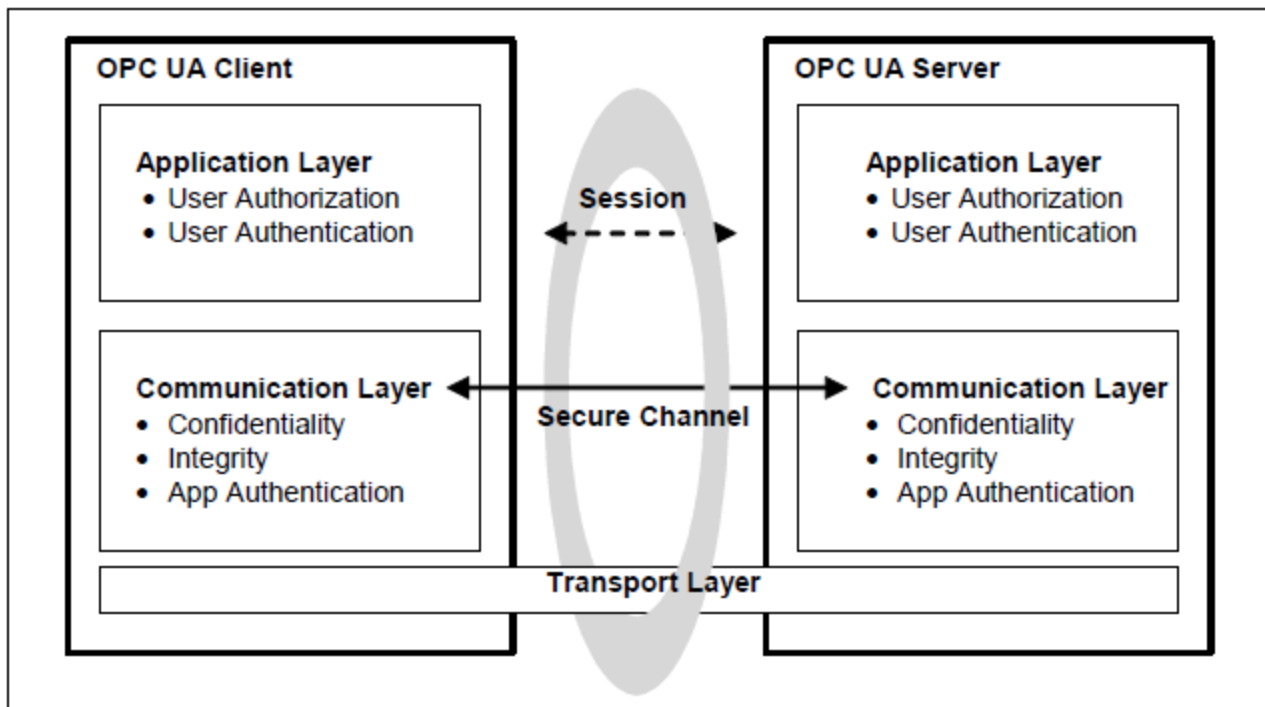 OPC UA Client
Application Layer
• User Authorization
• User Authentication
Communication Layer
• Confidentiality
• Integrity
• App Authentication
Session
Secure Channel
Transport Layer
OPC UA Server
Application Layer
• User Authorization
• User Authentication
Communication Layer
• Confidentiality
• Integrity
• App Authentication